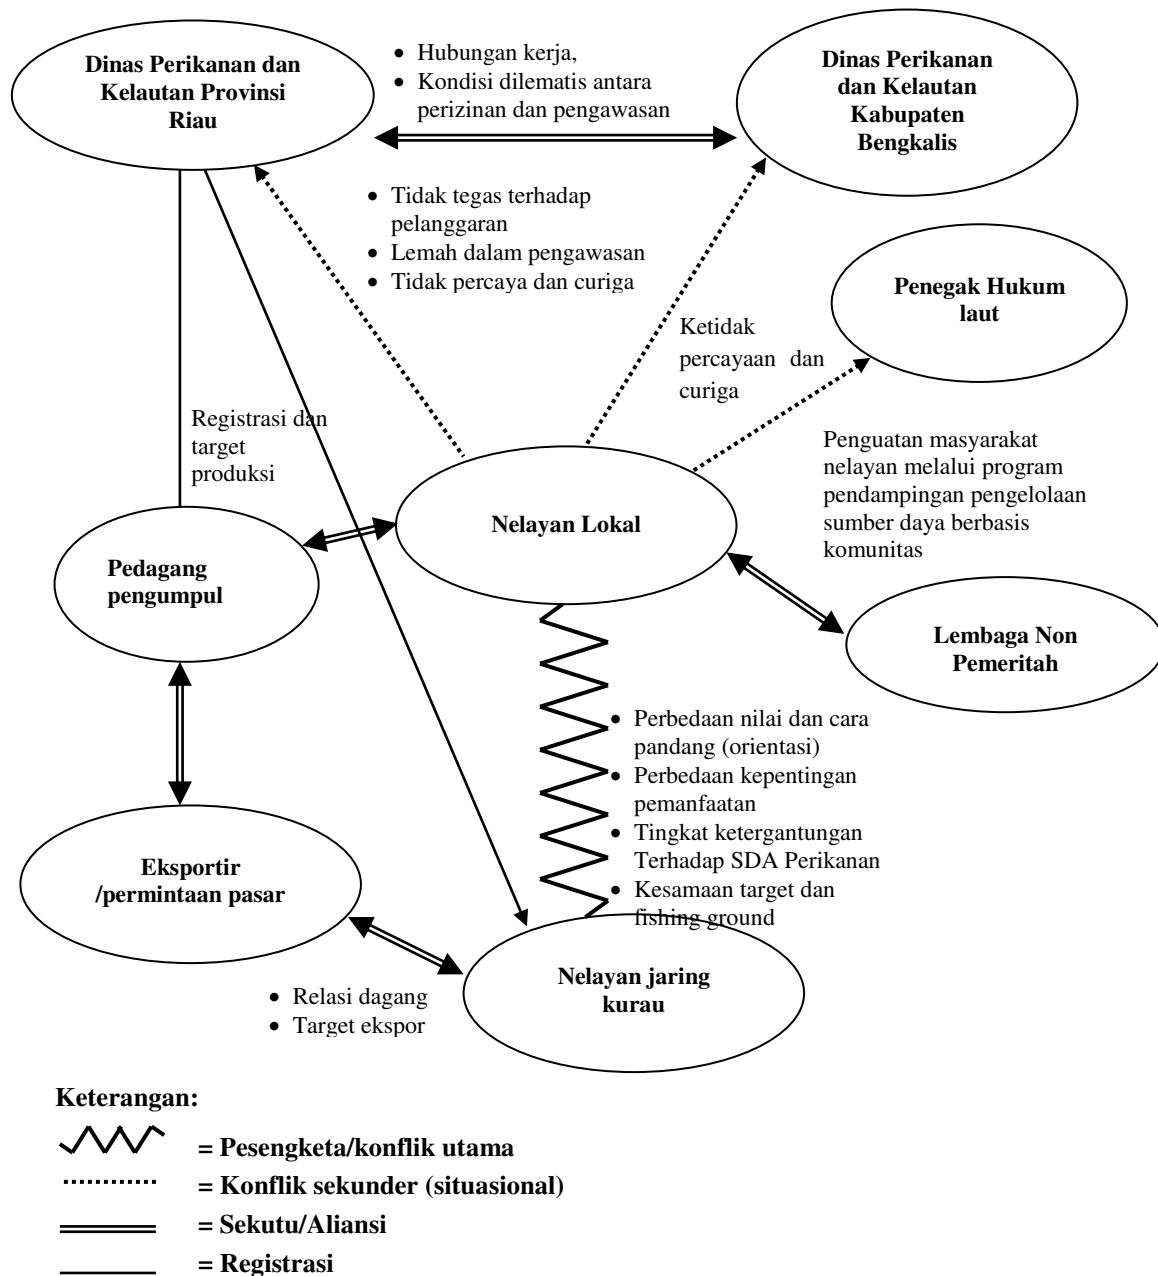 Dinas Perikanan dan
Kelautan Provinsi
Riau
• Hubungan kerja,
• Kondisi dilematis antara
perizinan dan pengawasan
Dinas Perikanan
dan Kelautan
Kabupaten
Bengkalis
• Tidak tegas terhadap
pelanggaran
• Lemah dalam pengawasan
• Tidak percaya dan curiga
Penegak Hukum
laut
Ketidak
percayaan dan
curiga
Registrasi dan
target
produksi
Penguatan masyarakat
nelayan melalui program
pendampingan pengelolaan
sumber daya berbasis
komunitas
Nelayan Lokal
Pedagang
pengumpul
Lembaga Non
Pemeritah
• Perbedaan nilai dan cara
pandang (orientasi)
• Perbedaan kepentingan
pemanfaatan
• Tingkat ketergantungan
Terhadap SDA Perikanan
• Kesamaan target dan
fishing ground
Eksportir
/permintaan pasar
Nelayan jaring
kurau
• Relasi dagang
• Target ekspor
Keterangan:
= Pesengketa/konflik utama
= Konflik sekunder (situasional)
= Sekutu/Aliansi
= Registrasi